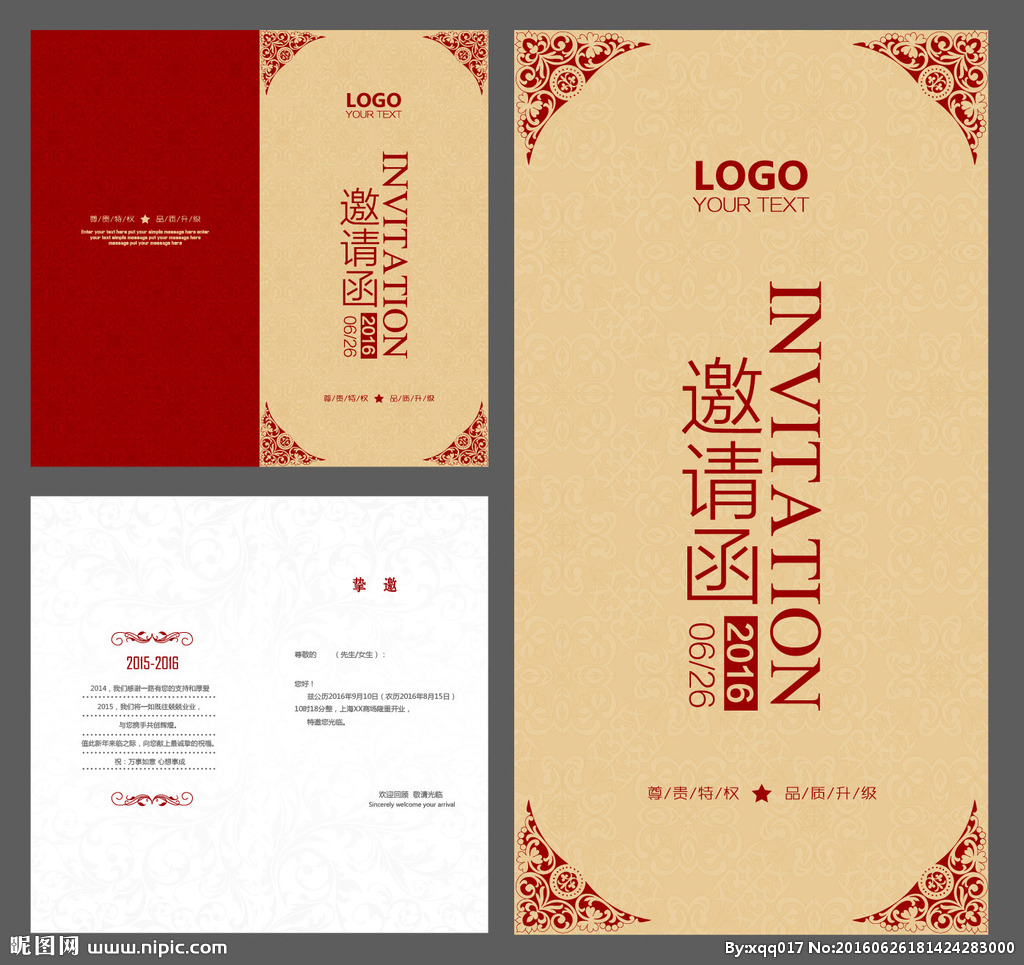 尊/贵/特/权 ★ 品/质/升/级
Enter your text here put your simple message put your here enter
your text simple message put your message here
message put your message here
LOGO
YOUR TEXT
INVITATION
邀请函
2016
06/26
尊/贵/特/权 ★ 品/质/升/级
LOGO
YOUR TEXT
INVITATION
邀请函
2016
06/26
尊/贵/特/权 ★ 品/质/升/级
2015-2016
2014，我们感谢一路有您的支持和厚爱
2015，我们将一如既往兢兢业业，
与您携手共创辉煌。
值此新年来临之际，向您献上最诚挚的祝福。
祝：万事如意 心想事成
挚 邀
尊敬的 （先生/女生）：
您好！
兹公历2016年9月10日（农历2016年8月15日）
10时18分整，上海XX商场隆重开业，
特邀您光临。
欢迎回顾 敬请光临
Sincerely welcome your arrival
昵图网 www.nipic.com
By:xqq017 No:20160626181424283000